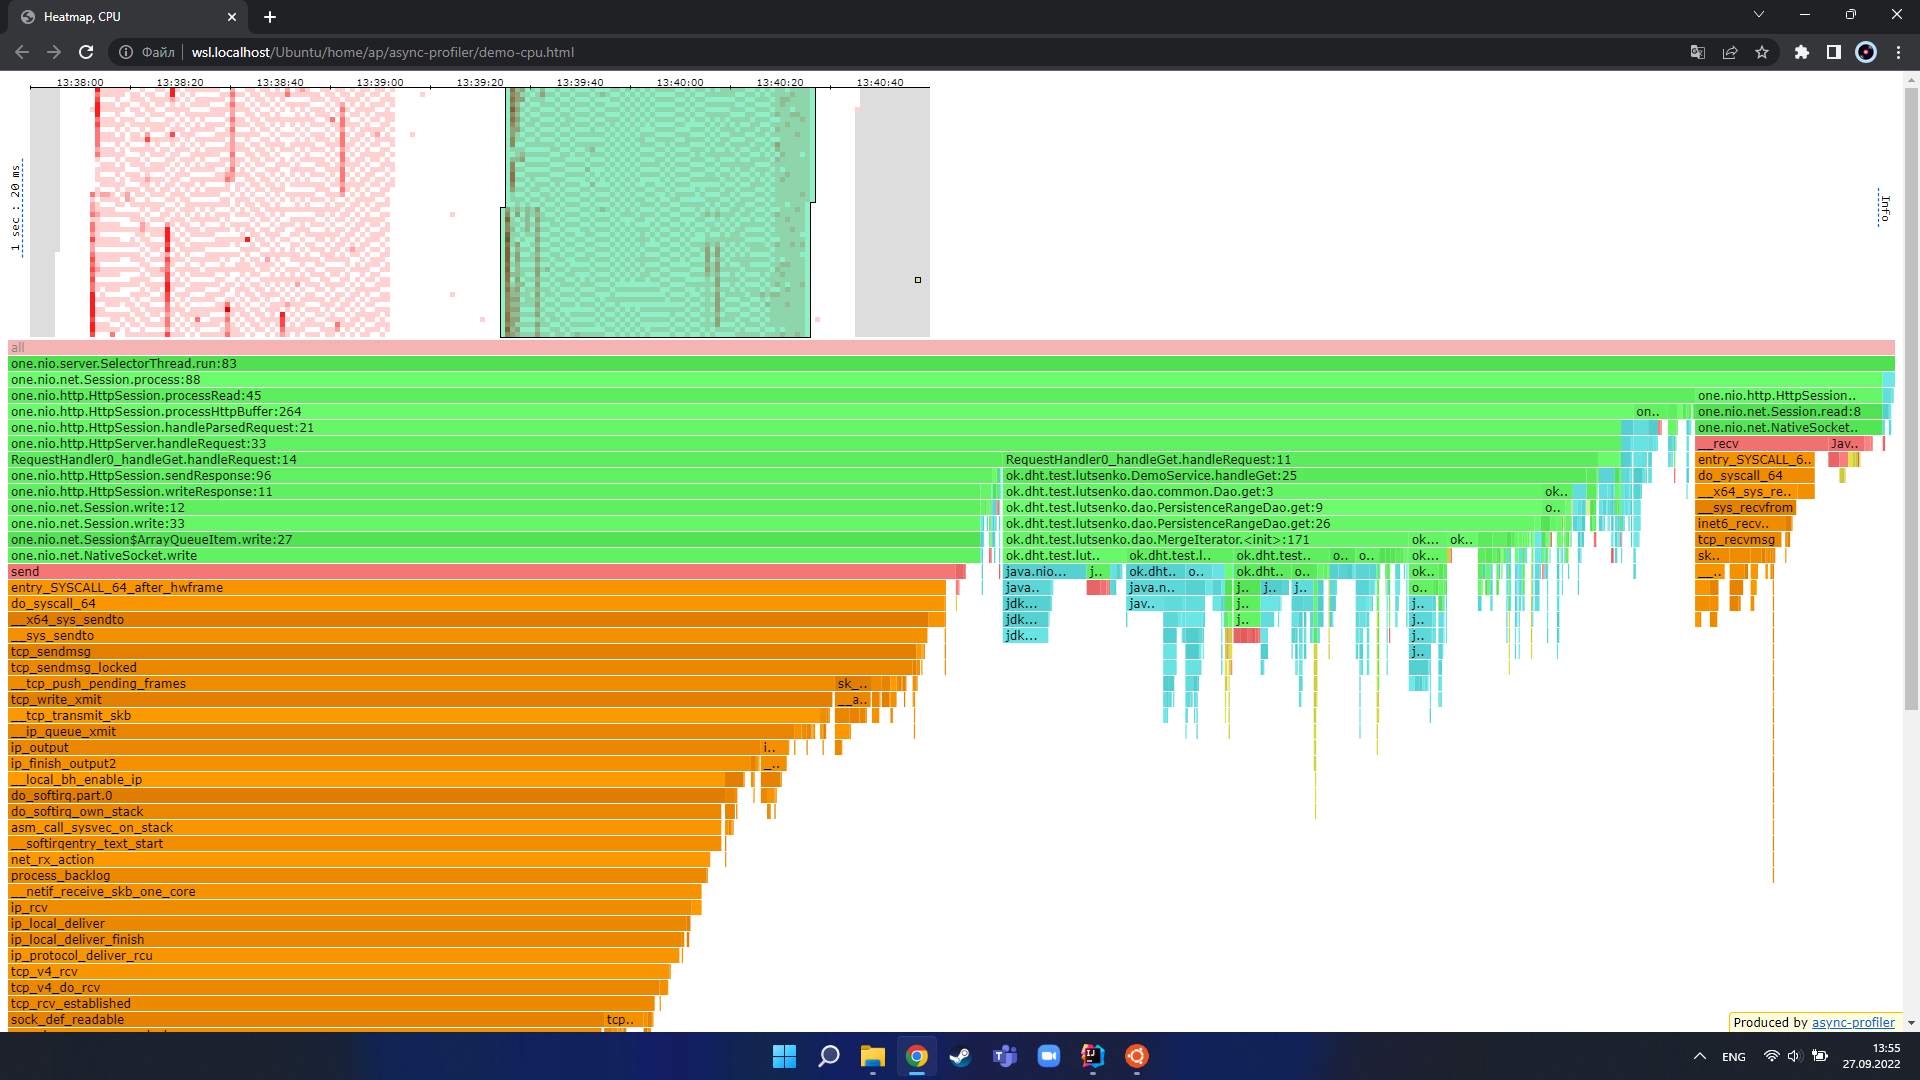 Heatmap, CPU
Файл wsl.localhost/Ubuntu/home/ap/async-profiler/demo-cpu.html
13:38:00 13:38:20 13:38:40 13:39:00 13:39:20 13:39:40 13:40:00 13:40:20 13:40:40
1 sec : 20 ms
Info
all
one.nio.server.SelectorThread.run:83
one.nio.net.Session.process:88
one.nio.http.HttpSession.processRead:45 one.nio.http.HttpSession..
one.nio.http.HttpSession.processHttpBuffer:264 on.. one.nio.net.Session.read:8
one.nio.http.HttpSession.handleParsedRequest:21 one.nio.net.NativeSocket..
one.nio.http.HttpServer.handleRequest:33 __recv Jav..
RequestHandler0_handleGet.handleRequest:14 RequestHandler0_handleGet.handleRequest:11 entry_SYSCALL_6..
one.nio.http.HttpSession.sendResponse:96 ok.dht.test.lutsenko.DemoService.handleGet:25 do_syscall_64
one.nio.http.HttpSession.writeResponse:11 ok.dht.test.lutsenko.dao.common.Dao.get:3 ok.. __x64_sys_re..
one.nio.net.Session.write:12 ok.dht.test.lutsenko.dao.PersistenceRangeDao.get:9 o.. __sys_recvfrom
one.nio.net.Session.write:33 ok.dht.test.lutsenko.dao.PersistenceRangeDao.get:26 inet6_recv..
one.nio.net.Session$ArrayQueueItem.write:27 ok.dht.test.lutsenko.dao.MergeIterator.<init>:171 ok... ok.. tcp_recvmsg
one.nio.net.NativeSocket.write ok.dht.test.lut.. ok.dht.test.l.. ok.dht.test.. o.. o.. ok... sk..
send java.nio... j.. ok.dht.. o.. ok.dht.. o.. ok.. __..
entry_SYSCALL_64_after_hwframe java.. java.n.. j.. j.. j.. o..
do_syscall_64 jdk... jav.. j.. j..
__x64_sys_sendto jdk... j.. j..
__sys_sendto jdk... j..
tcp_sendmsg j..
tcp_sendmsg_locked
__tcp_push_pending_frames sk_..
tcp_write_xmit __a..
__tcp_transmit_skb
__ip_queue_xmit
ip_output i..
ip_finish_output2 _..
__local_bh_enable_ip
do_softirq.part.0
do_softirq_own_stack
asm_call_sysvec_on_stack
__softirqentry_text_start
net_rx_action
process_backlog
__netif_receive_skb_one_core
ip_rcv
ip_local_deliver
ip_local_deliver_finish
ip_protocol_deliver_rcu
tcp_v4_rcv
tcp_v4_do_rcv
tcp_rcv_established
sock_def_readable tcp..
Produced by async-profiler
ENG
13:55
27.09.2022